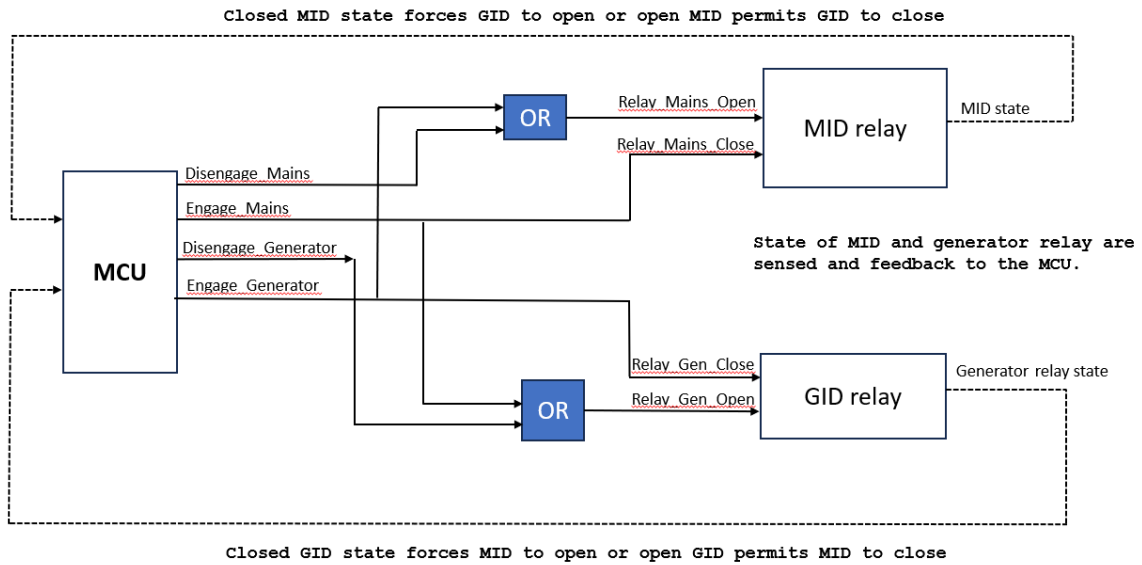 Closed MID state forces GID to open or open MID permits GID to close
Relay_Mains_Open
OR
MID relay
MID state
Relay_Mains_Close
Disengage_Mains
Engage_Mains
Disengage_Generator
State of MID and generator relay are
sensed and feedback to the MCU.
MCU
Engage_Generator
Relay_Gen_Close
Generator relay state
GID relay
Relay_Gen_Open
OR
Closed GID state forces MID to open or open GID permits MID to close